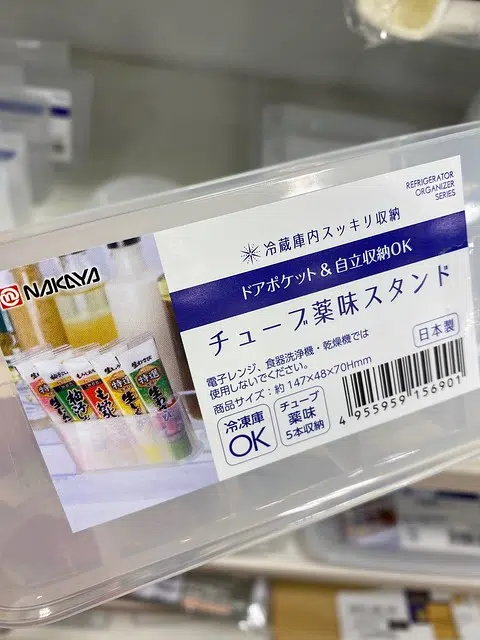 REFRIGERATOR
ORGANIZER
SERIES
冷蔵庫内スッキリ収納
NAKAYA
ドアポケット & 自立収納OK
チューブ薬味スタンド
電子レンジ、食器洗浄機・乾燥機では
使用しないでください。
商品サイズ：約147×48×70Hmm
日本製
冷凍庫
OK
チューブ
薬味
5本収納
4 955959 156901